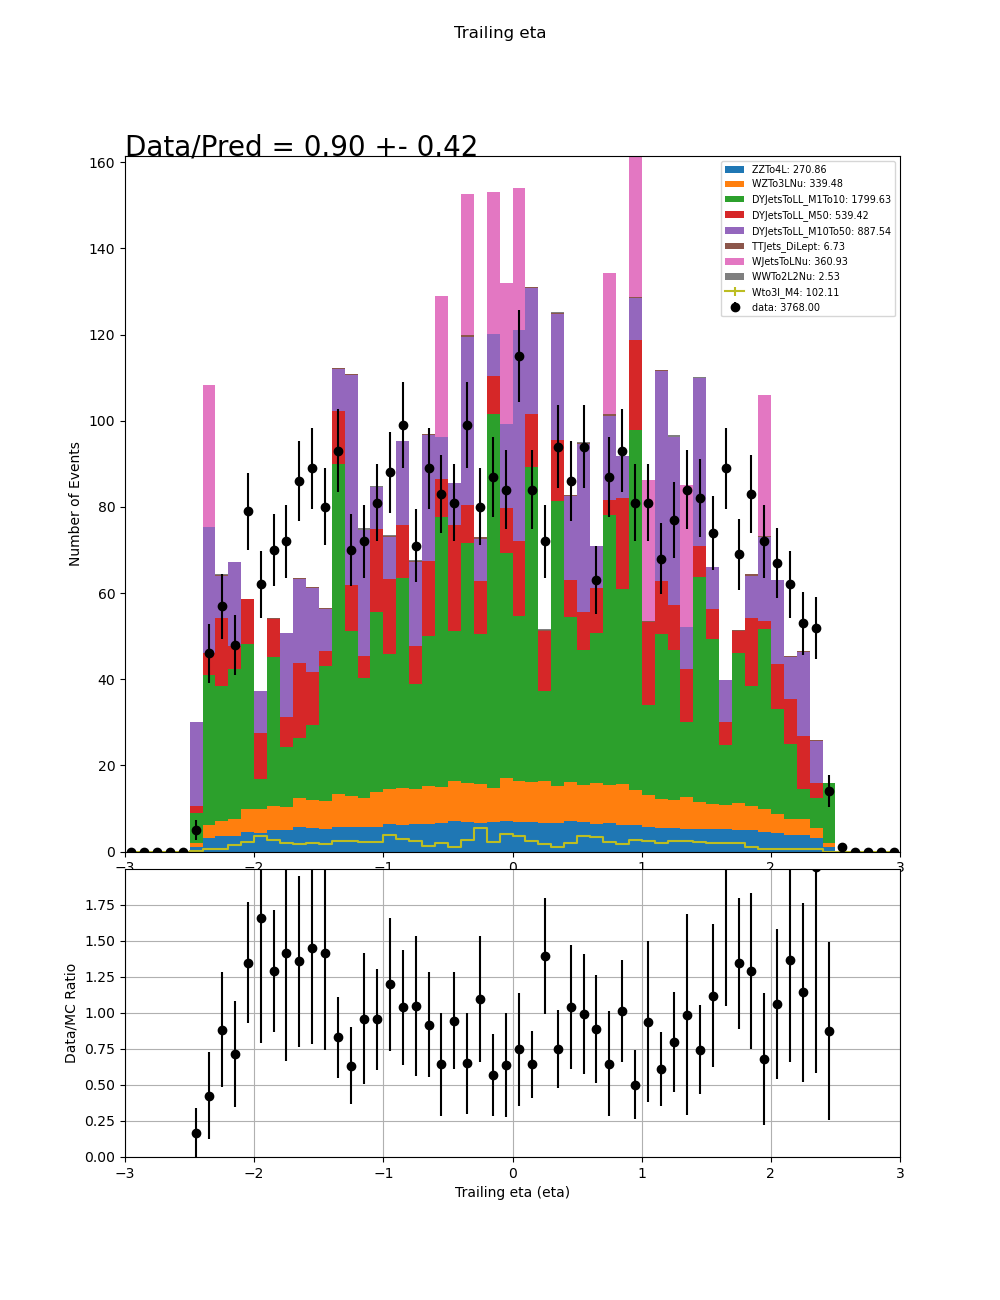 Trailing eta
Data/Pred = 0.90 +- 0.42
160
140
120
100
80
60
40
20
0
Number of Events
ZZTo4L: 270.86
WZTo3LNu: 339.48
DYJetsToLL_M1To10: 1799.63
DYJetsToLL_M50: 539.42
DYJetsToLL_M10To50: 887.54
TTJets_DiLept: 6.73
WJetsToLNu: 360.93
WWTo2L2Nu: 2.53
Wto3l_M4: 102.11
data: 3768.00
−3 −2 −1 0 1 2 3
1.75
1.50
1.25
1.00
0.75
0.50
0.25
0.00
Data/MC Ratio
−3 −2 −1 0 1 2 3
Trailing eta (eta)